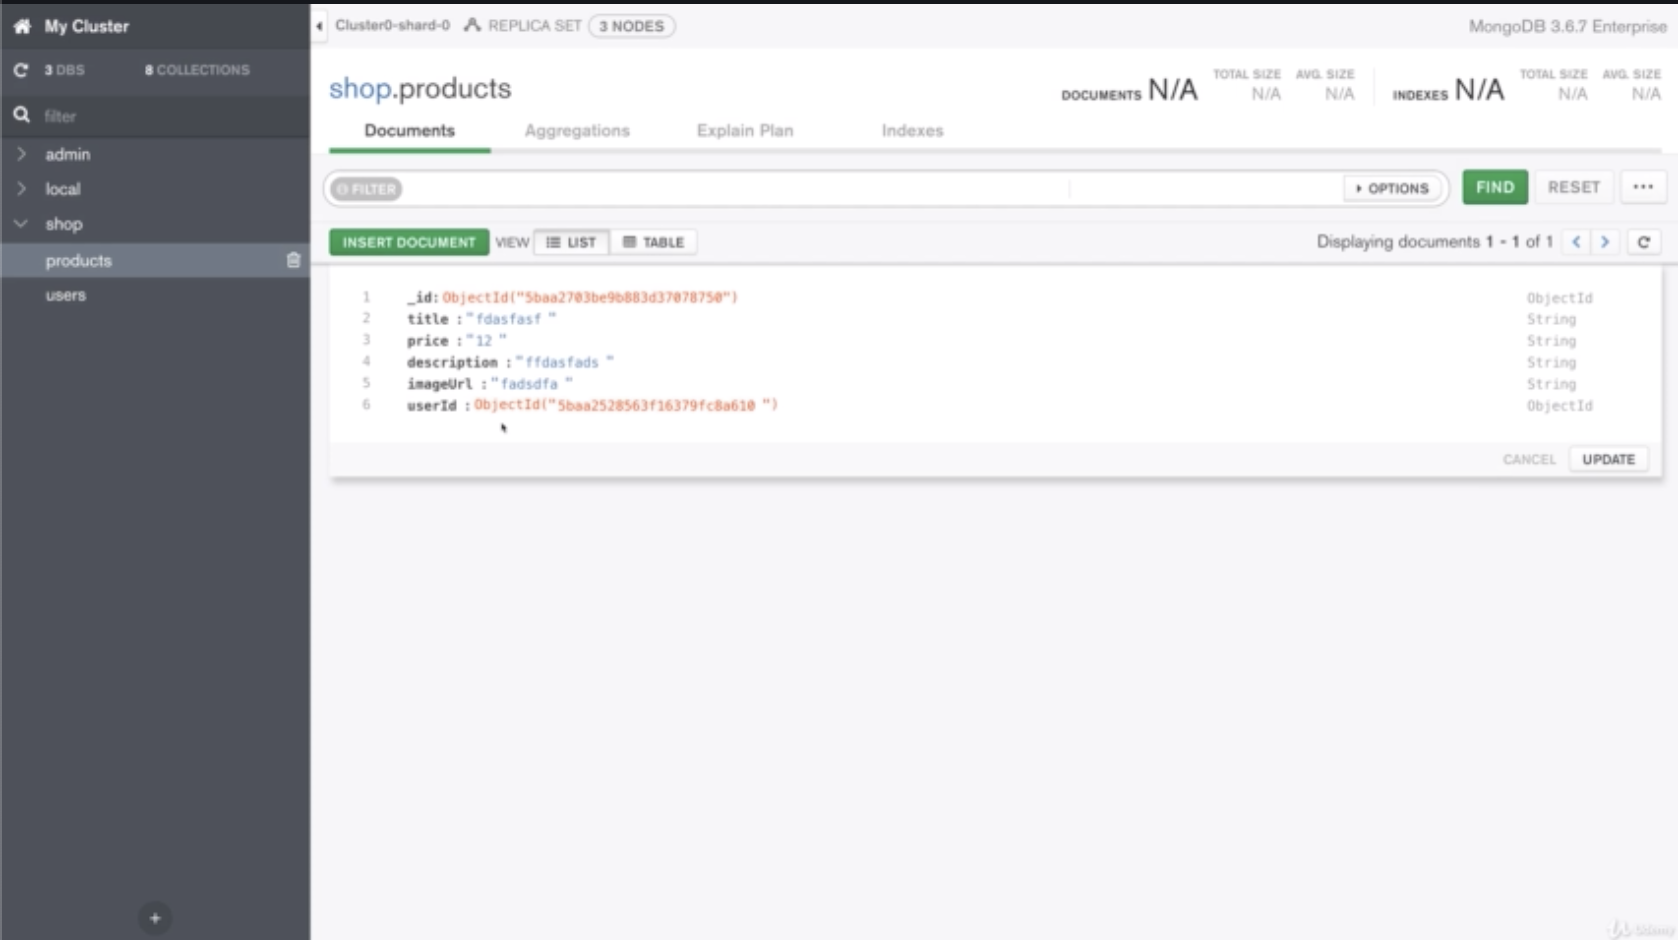 My Cluster
3 DBS 8 COLLECTIONS
filter
admin
local
shop
products
users
+
Cluster0-shard-0 REPLICA SET 3 NODES
MongoDB 3.6.7 Enterprise
shop.products
DOCUMENTS N/A TOTAL SIZE N/A AVG. SIZE N/A
INDEXES N/A TOTAL SIZE N/A AVG. SIZE N/A
Documents Aggregations Explain Plan Indexes
FILTER OPTIONS FIND RESET ...
INSERT DOCUMENT VIEW LIST TABLE Displaying documents 1 - 1 of 1 < >
1 _id: ObjectId("5baa2703be9b883d37078750") ObjectId
2 title : "fdasfasf " String
3 price : "12 " String
4 description : "ffdasfads " String
5 imageUrl : "fadsdfa " String
6 userId : ObjectId("5baa2528563f16379fc8a610 ") ObjectId
CANCEL UPDATE
Udemy